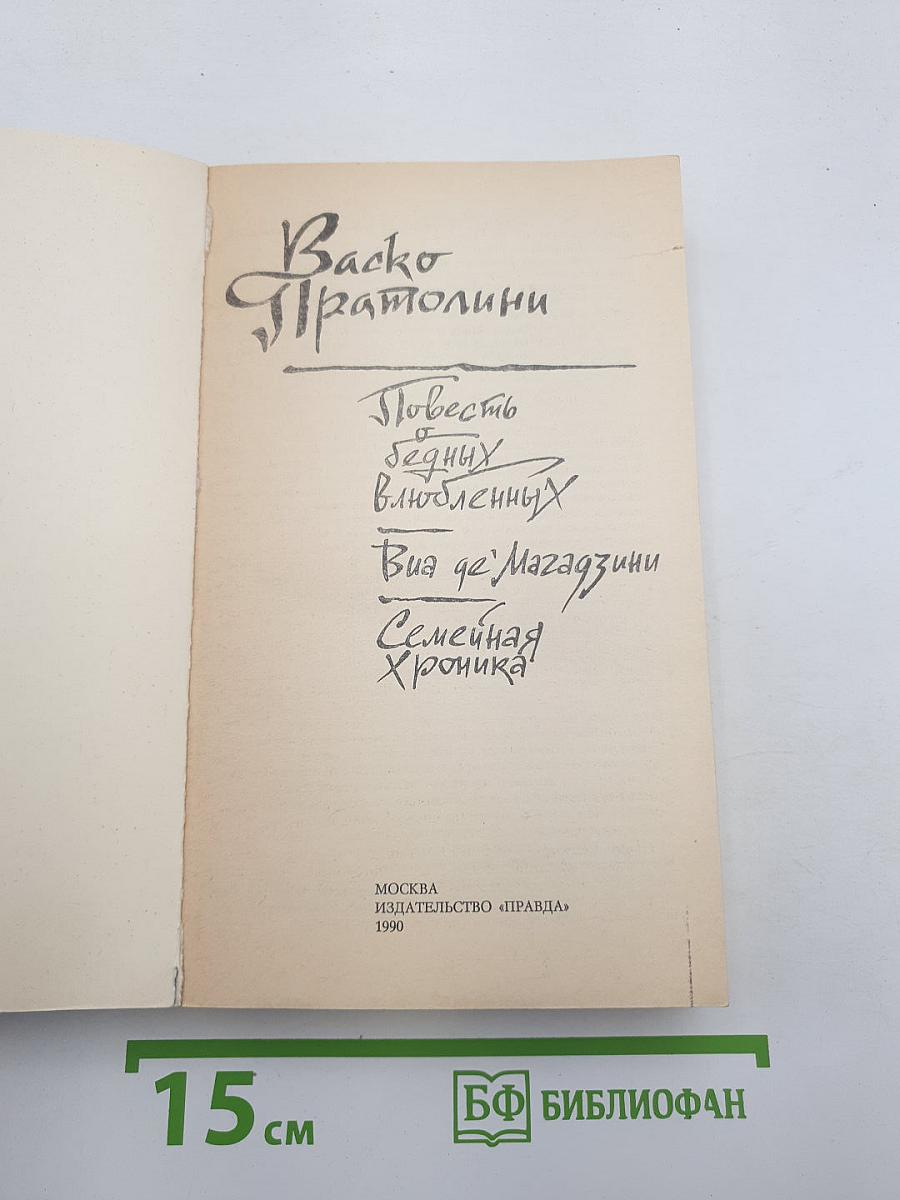 Васко
Пратолини
Повесть
о
бедных
влюбленных
Виа де' Магадзини
Семейная
хроника
МОСКВА
ИЗДАТЕЛЬСТВО «ПРАВДА»
1990
15 см
БФ БИБЛИОФАН